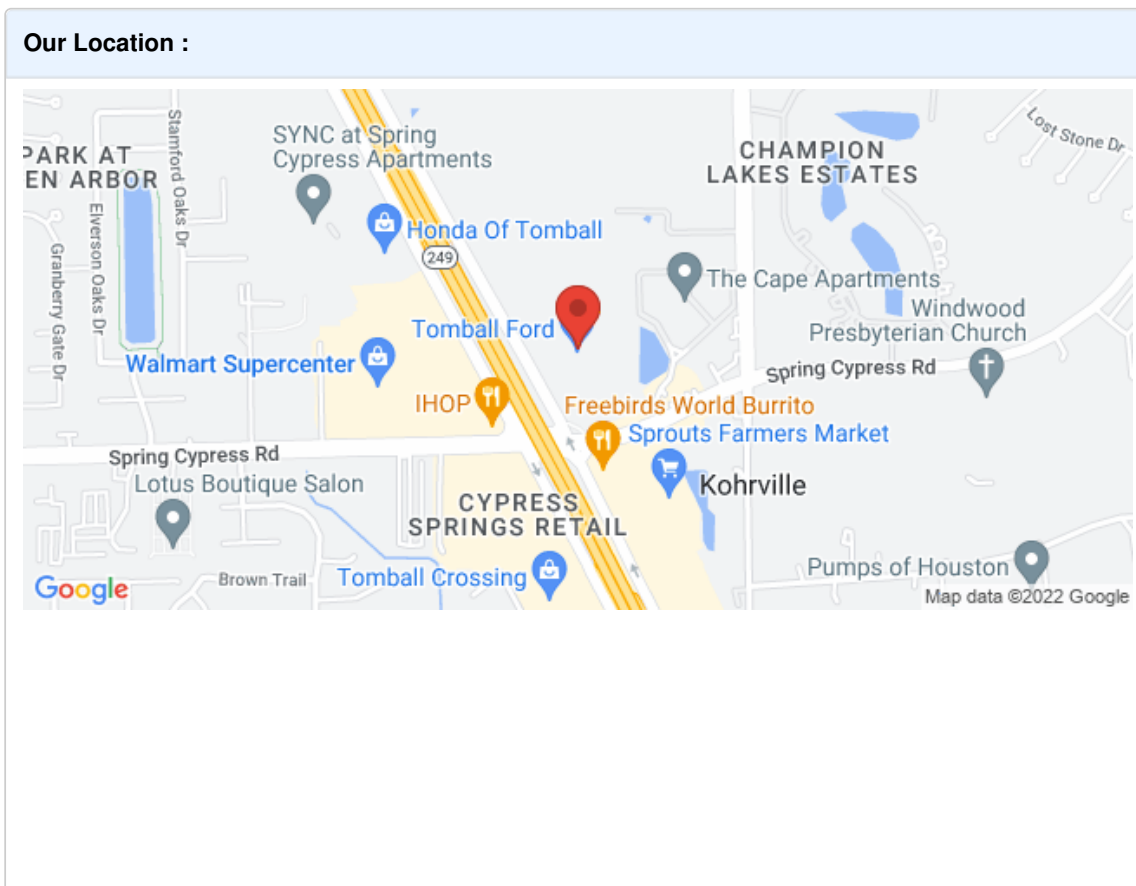 Our Location :
PARK AT
EN ARBOR
Stamford Oaks Dr
Elverson Oaks Dr
Granberry Gate Dr
SYNC at Spring
Cypress Apartments
Honda Of Tomball
249
CHAMPION
LAKES ESTATES
Lost Stone Dr
The Cape Apartments
Tomball Ford
Windwood
Presbyterian Church
Walmart Supercenter
Spring Cypress Rd
IHOP
Freebirds World Burrito
Sprouts Farmers Market
Spring Cypress Rd
Lotus Boutique Salon
Kohrville
CYPRESS
SPRINGS RETAIL
Brown Trail
Tomball Crossing
Pumps of Houston
Google
Map data ©2022 Google